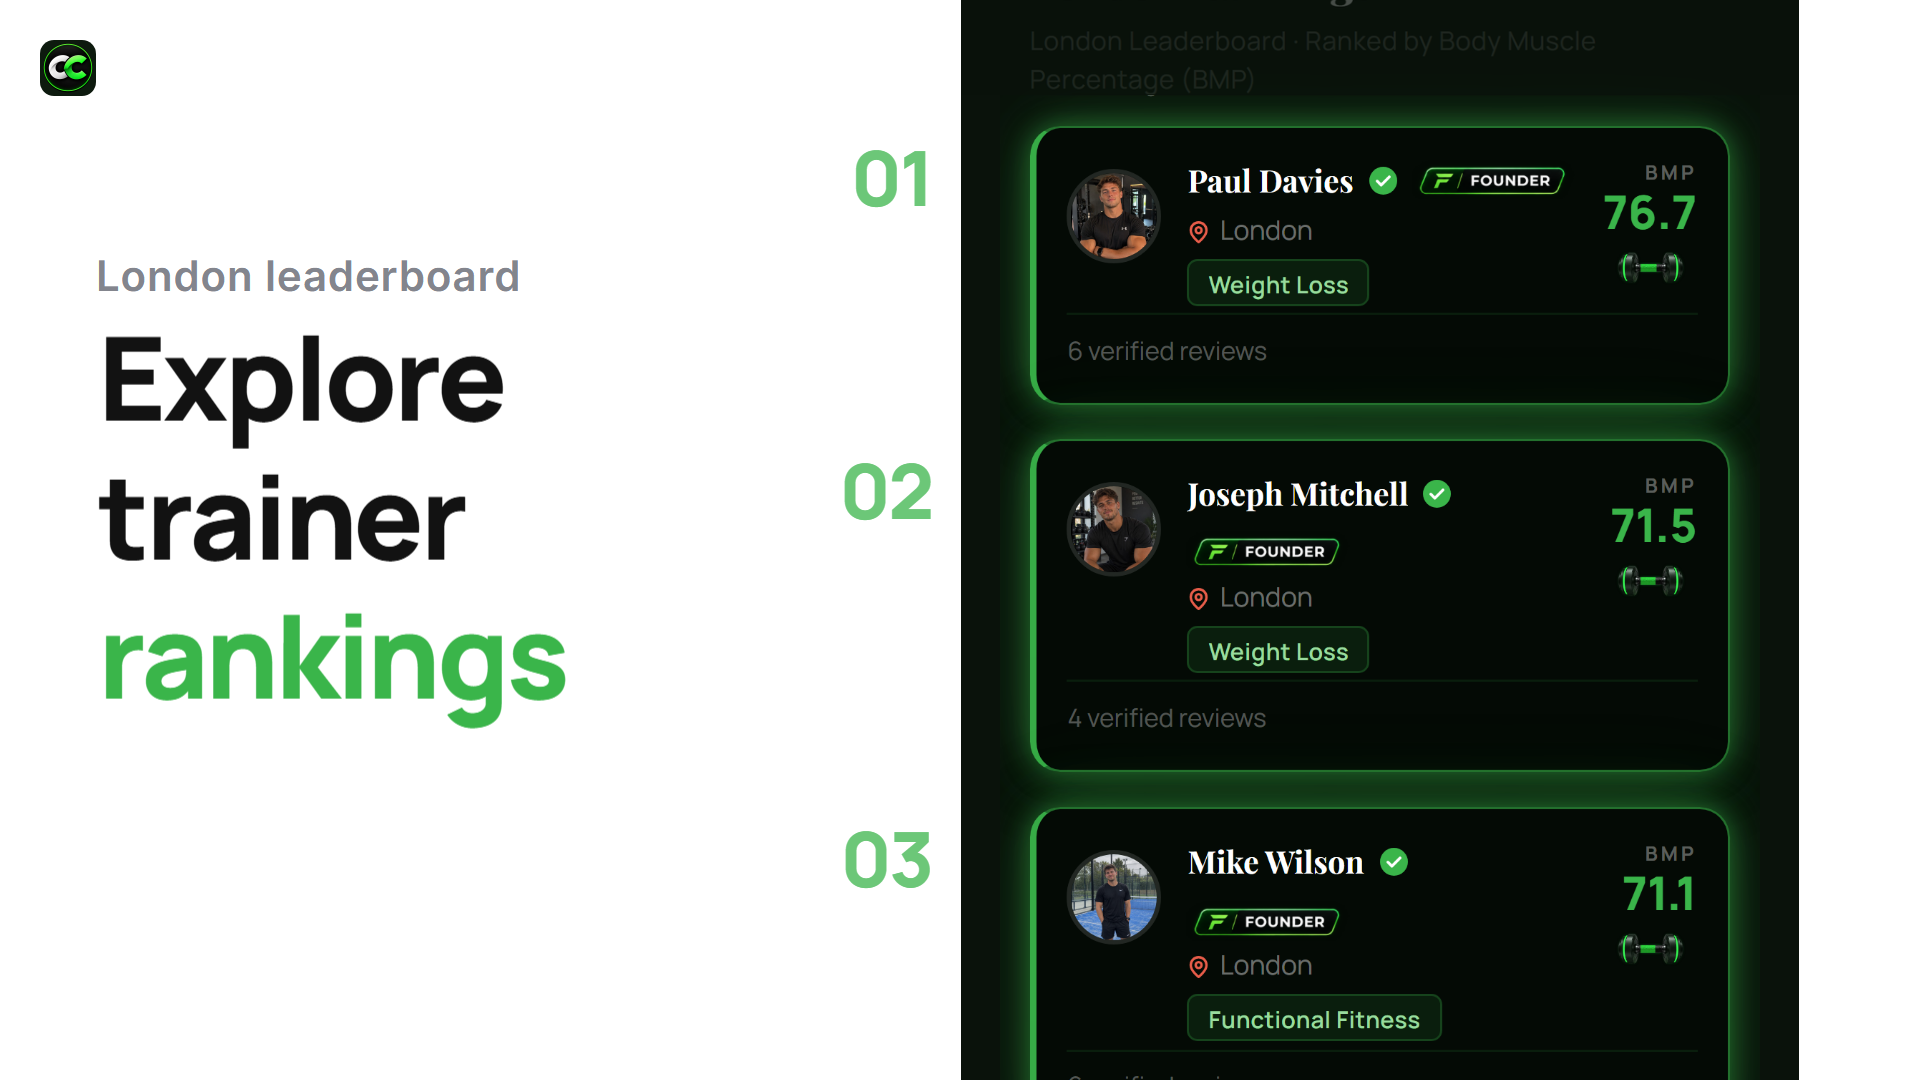 CC
London leaderboard
Explore
trainer
rankings
London Leaderboard · Ranked by Body Muscle
Percentage (BMP)
01
Paul Davies
FOUNDER
London
Weight Loss
BMP
76.7
6 verified reviews
02
Joseph Mitchell
FOUNDER
London
Weight Loss
BMP
71.5
4 verified reviews
03
Mike Wilson
FOUNDER
London
Functional Fitness
BMP
71.1